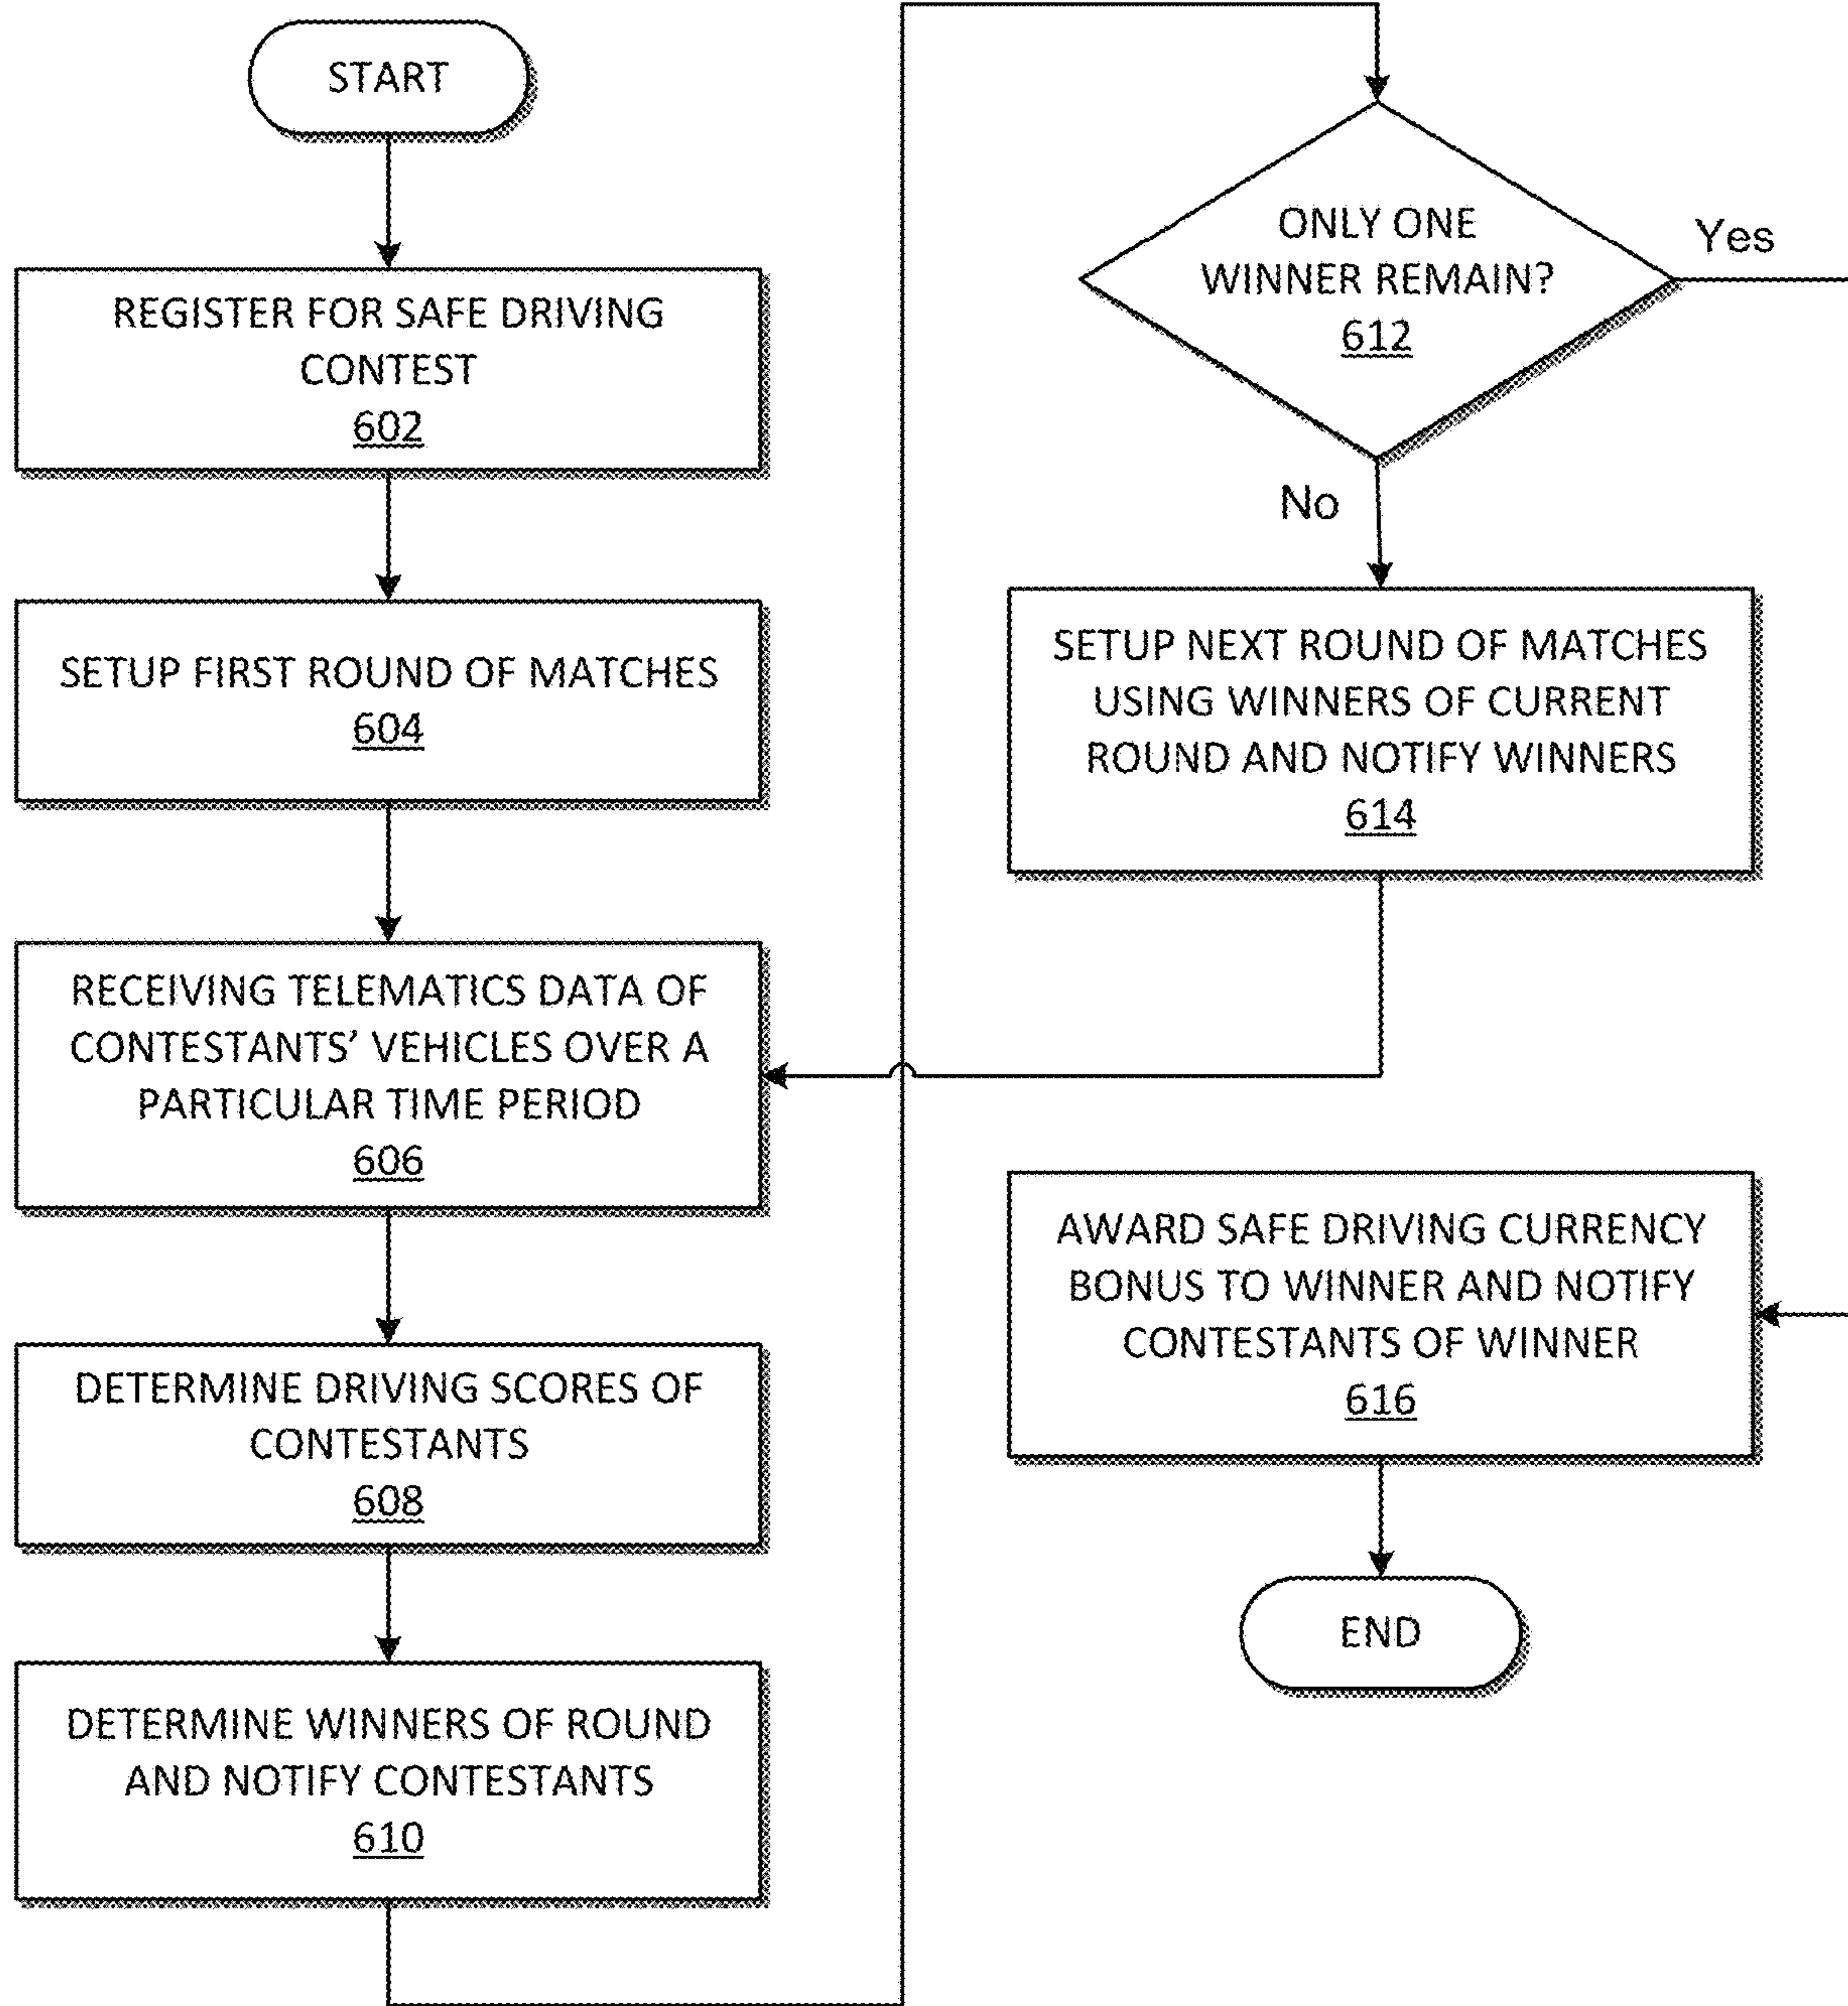 START
REGISTER FOR SAFE DRIVING
CONTEST
602
SETUP FIRST ROUND OF MATCHES
604
RECEIVING TELEMATICS DATA OF
CONTESTANTS’ VEHICLES OVER A
PARTICULAR TIME PERIOD
606
DETERMINE DRIVING SCORES OF
CONTESTANTS
608
DETERMINE WINNERS OF ROUND
AND NOTIFY CONTESTANTS
610
ONLY ONE
WINNER REMAIN?
612
Yes
No
SETUP NEXT ROUND OF MATCHES
USING WINNERS OF CURRENT
ROUND AND NOTIFY WINNERS
614
AWARD SAFE DRIVING CURRENCY
BONUS TO WINNER AND NOTIFY
CONTESTANTS OF WINNER
616
END